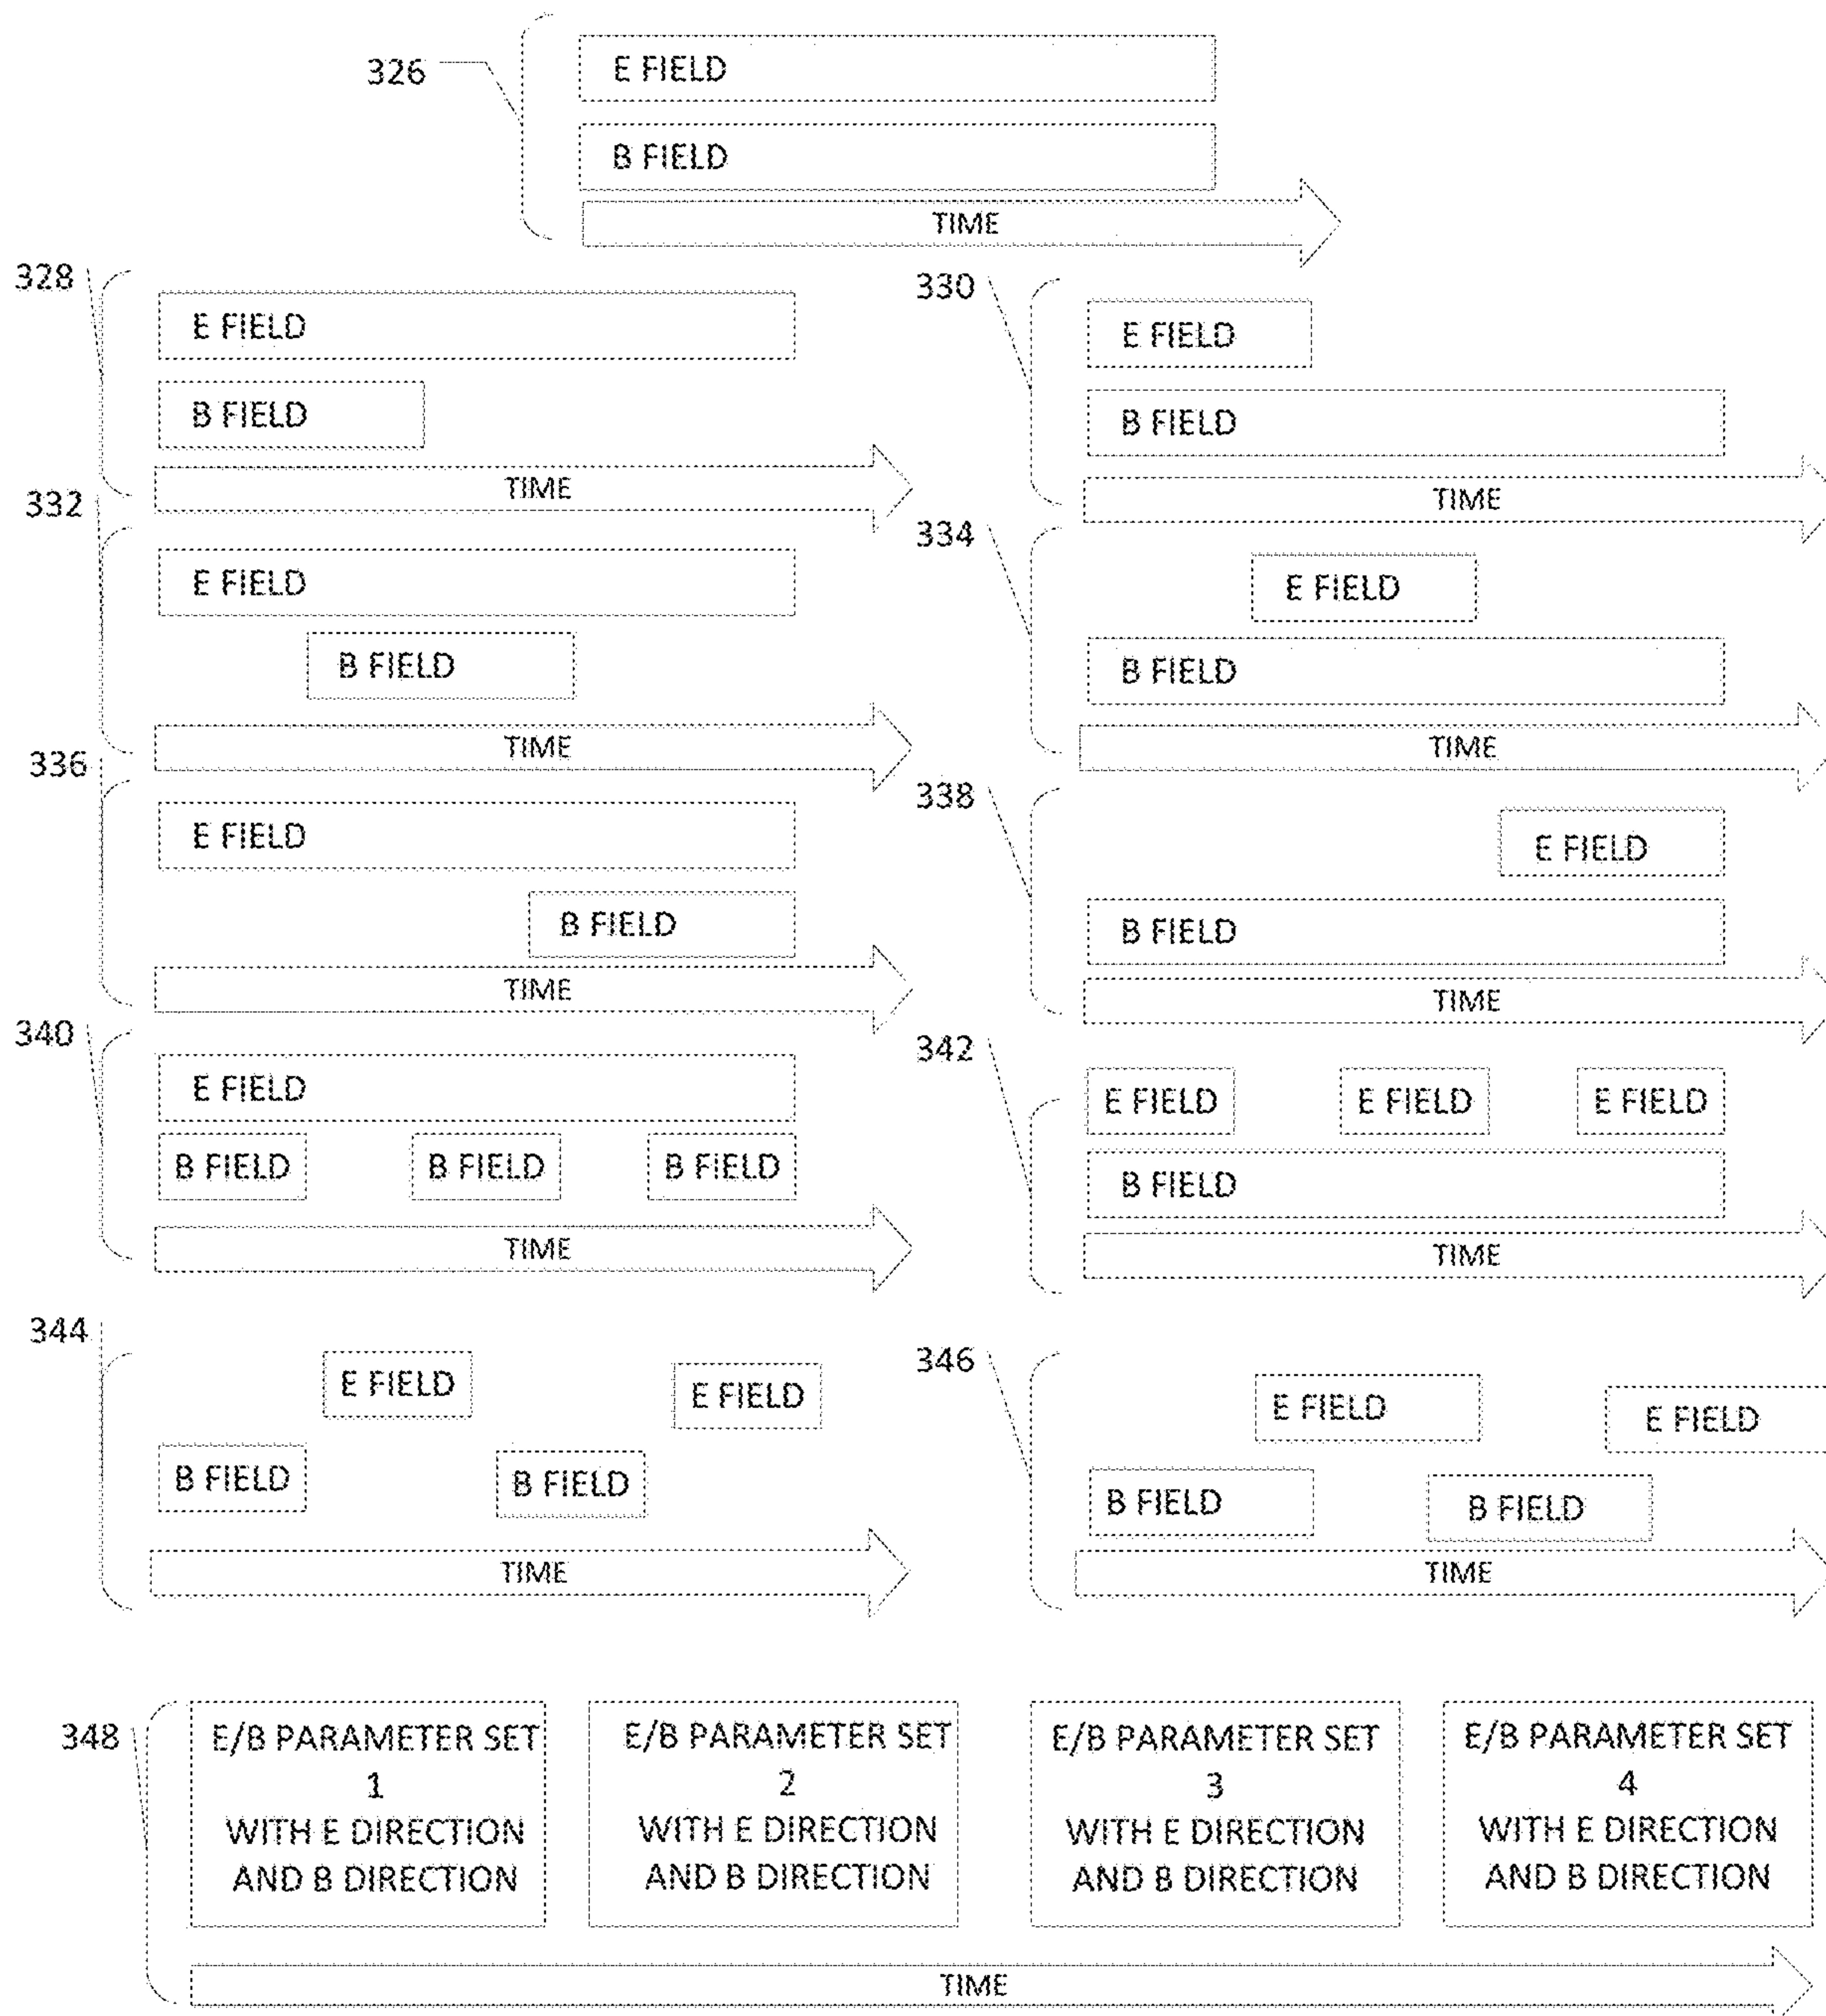 326
E FIELD
B FIELD
TIME
328
E FIELD
B FIELD
TIME
330
E FIELD
B FIELD
TIME
332
E FIELD
B FIELD
TIME
334
E FIELD
B FIELD
TIME
336
E FIELD
B FIELD
TIME
338
E FIELD
B FIELD
TIME
340
E FIELD
B FIELD B FIELD B FIELD
TIME
342
E FIELD E FIELD E FIELD
B FIELD
TIME
344
E FIELD E FIELD
B FIELD B FIELD
TIME
346
E FIELD E FIELD
B FIELD B FIELD
TIME
348
E/B PARAMETER SET
1
WITH E DIRECTION
AND B DIRECTION
E/B PARAMETER SET
2
WITH E DIRECTION
AND B DIRECTION
E/B PARAMETER SET
3
WITH E DIRECTION
AND B DIRECTION
E/B PARAMETER SET
4
WITH E DIRECTION
AND B DIRECTION
TIME